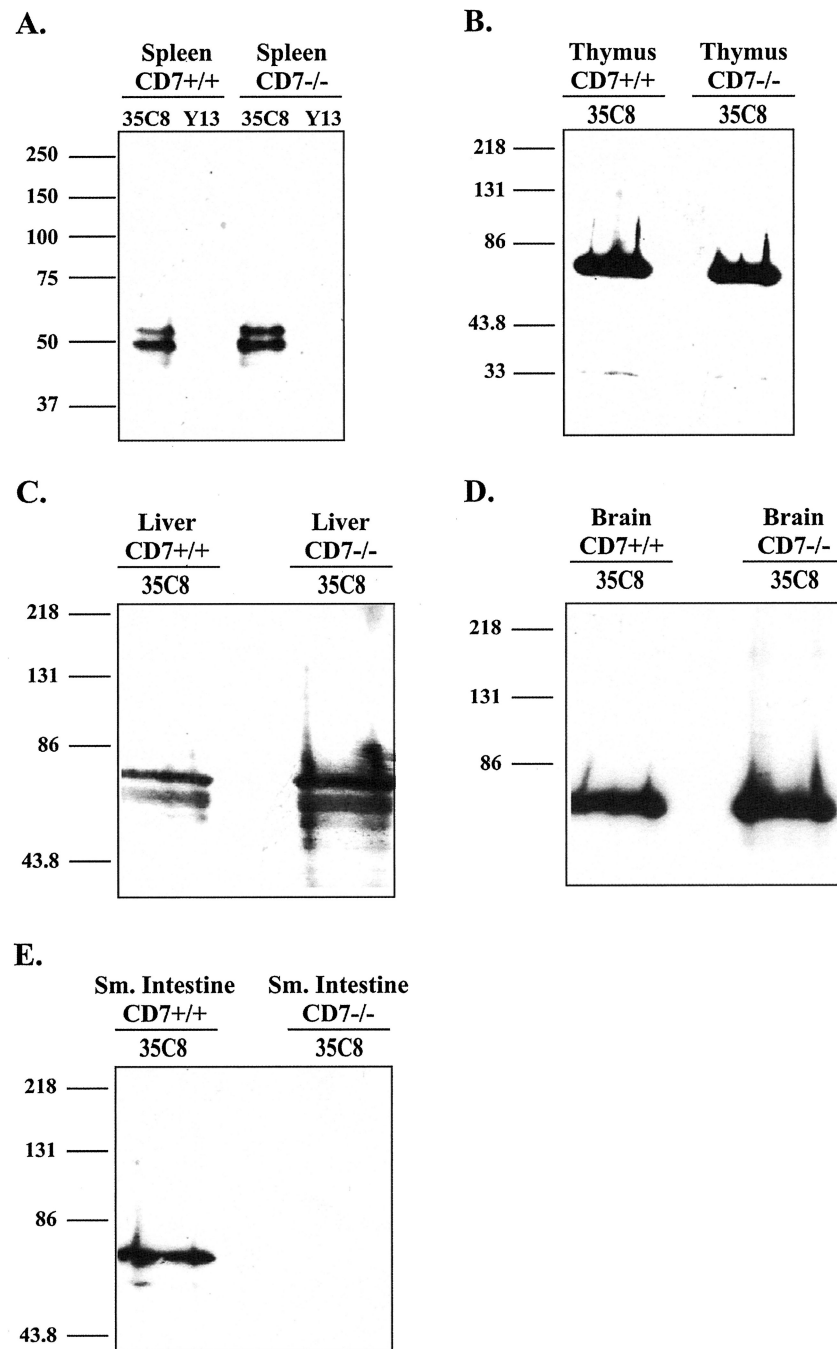 A.
Spleen Spleen
CD7+/+ CD7-/-
35C8 Y13 35C8 Y13
250
150
100
75
50
37
B.
Thymus Thymus
CD7+/+ CD7-/-
35C8 35C8
218
131
86
43.8
33
C.
Liver Liver
CD7+/+ CD7-/-
35C8 35C8
218
131
86
43.8
D.
Brain Brain
CD7+/+ CD7-/-
35C8 35C8
218
131
86
E.
Sm. Intestine Sm. Intestine
CD7+/+ CD7-/-
35C8 35C8
218
131
86
43.8